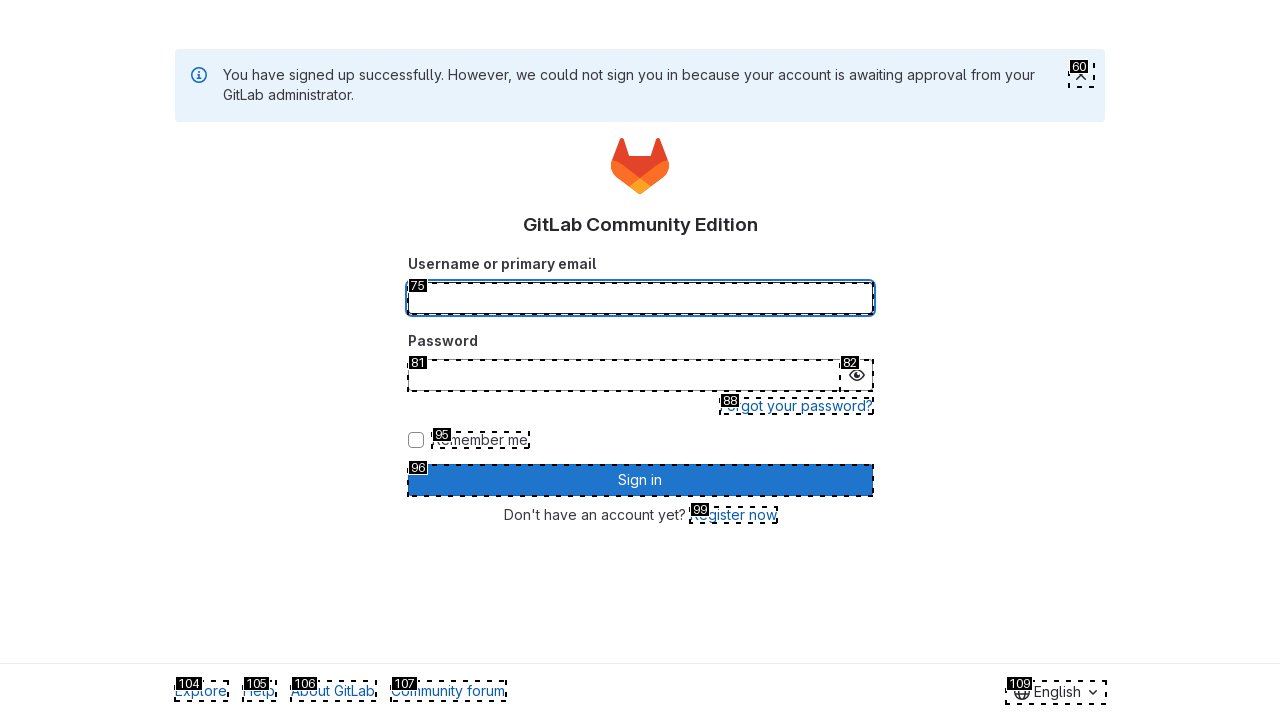 You have signed up successfully. However, we could not sign you in because your account is awaiting approval from your
GitLab administrator.
60
GitLab Community Edition
Username or primary email
75
Password
81
82
88
Forgot your password?
95
Remember me
96
Sign in
Don't have an account yet? Register now
99
104
Explore
105
Help
106
About GitLab
107
Community forum
109
English